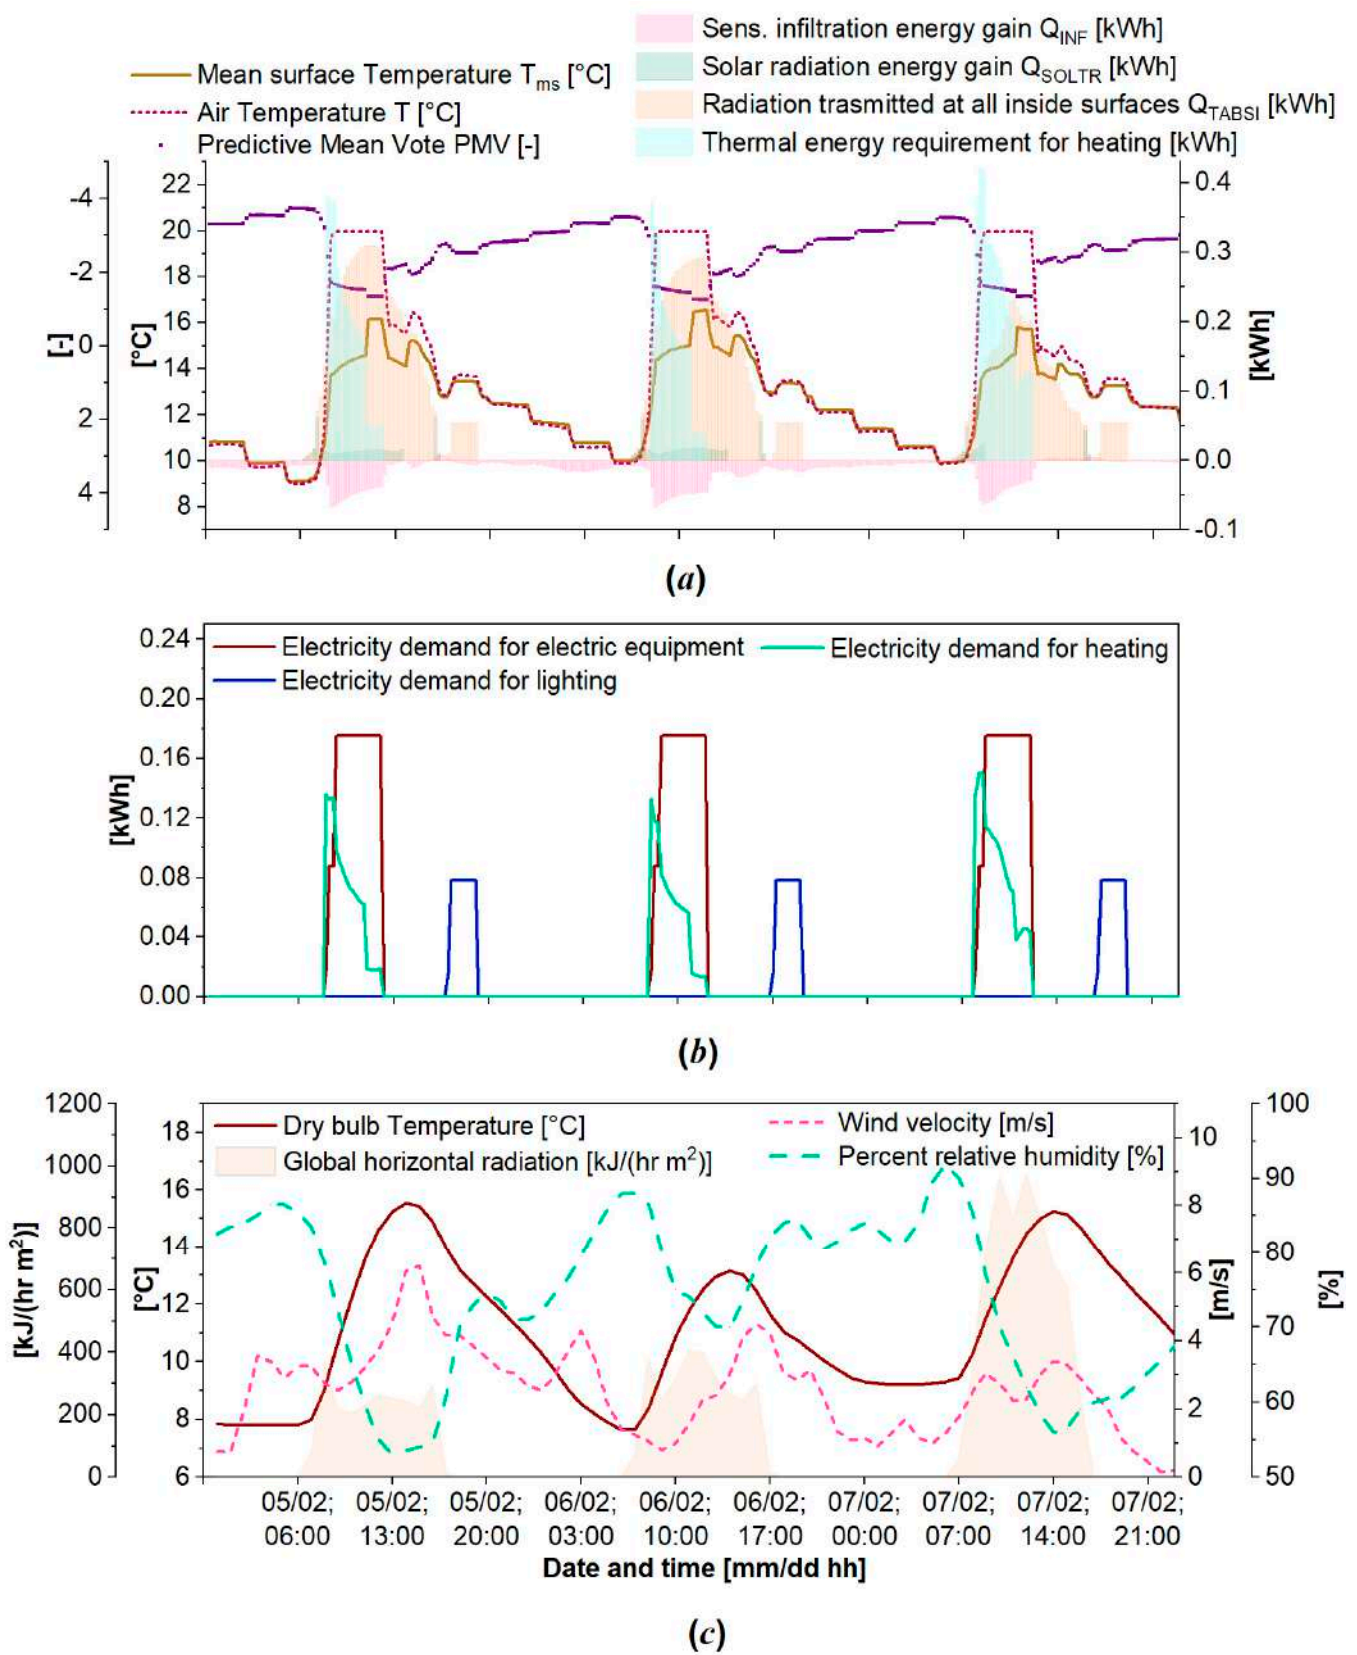 Sens. infiltration energy gain QINF [kWh]
Mean surface Temperature Tms [°C]
Solar radiation energy gain QSOLTR [kWh]
Air Temperature T [°C]
Radiation trasmitted at all inside surfaces QTABSI [kWh]
Predictive Mean Vote PMV [-]
Thermal energy requirement for heating [kWh]
-4
-2
0
2
4
[-]
22
20
18
16
14
12
10
8
[°C]
0.4
0.3
0.2
0.1
0.0
-0.1
[kWh]
(a)
Electricity demand for electric equipment
Electricity demand for heating
Electricity demand for lighting
0.24
0.20
0.16
0.12
0.08
0.04
0.00
[kWh]
(b)
Dry bulb Temperature [°C]
Wind velocity [m/s]
Global horizontal radiation [kJ/(hr m2)]
Percent relative humidity [%]
1200
1000
800
600
400
200
0
[kJ/(hr m2)]
18
16
14
12
10
8
6
[°C]
10
8
6
4
2
0
[m/s]
100
90
80
70
60
50
[%]
05/02; 05/02; 05/02; 06/02; 06/02; 06/02; 07/02; 07/02; 07/02; 07/02;
06:00 13:00 20:00 03:00 10:00 17:00 00:00 07:00 14:00 21:00
Date and time [mm/dd hh]
(c)